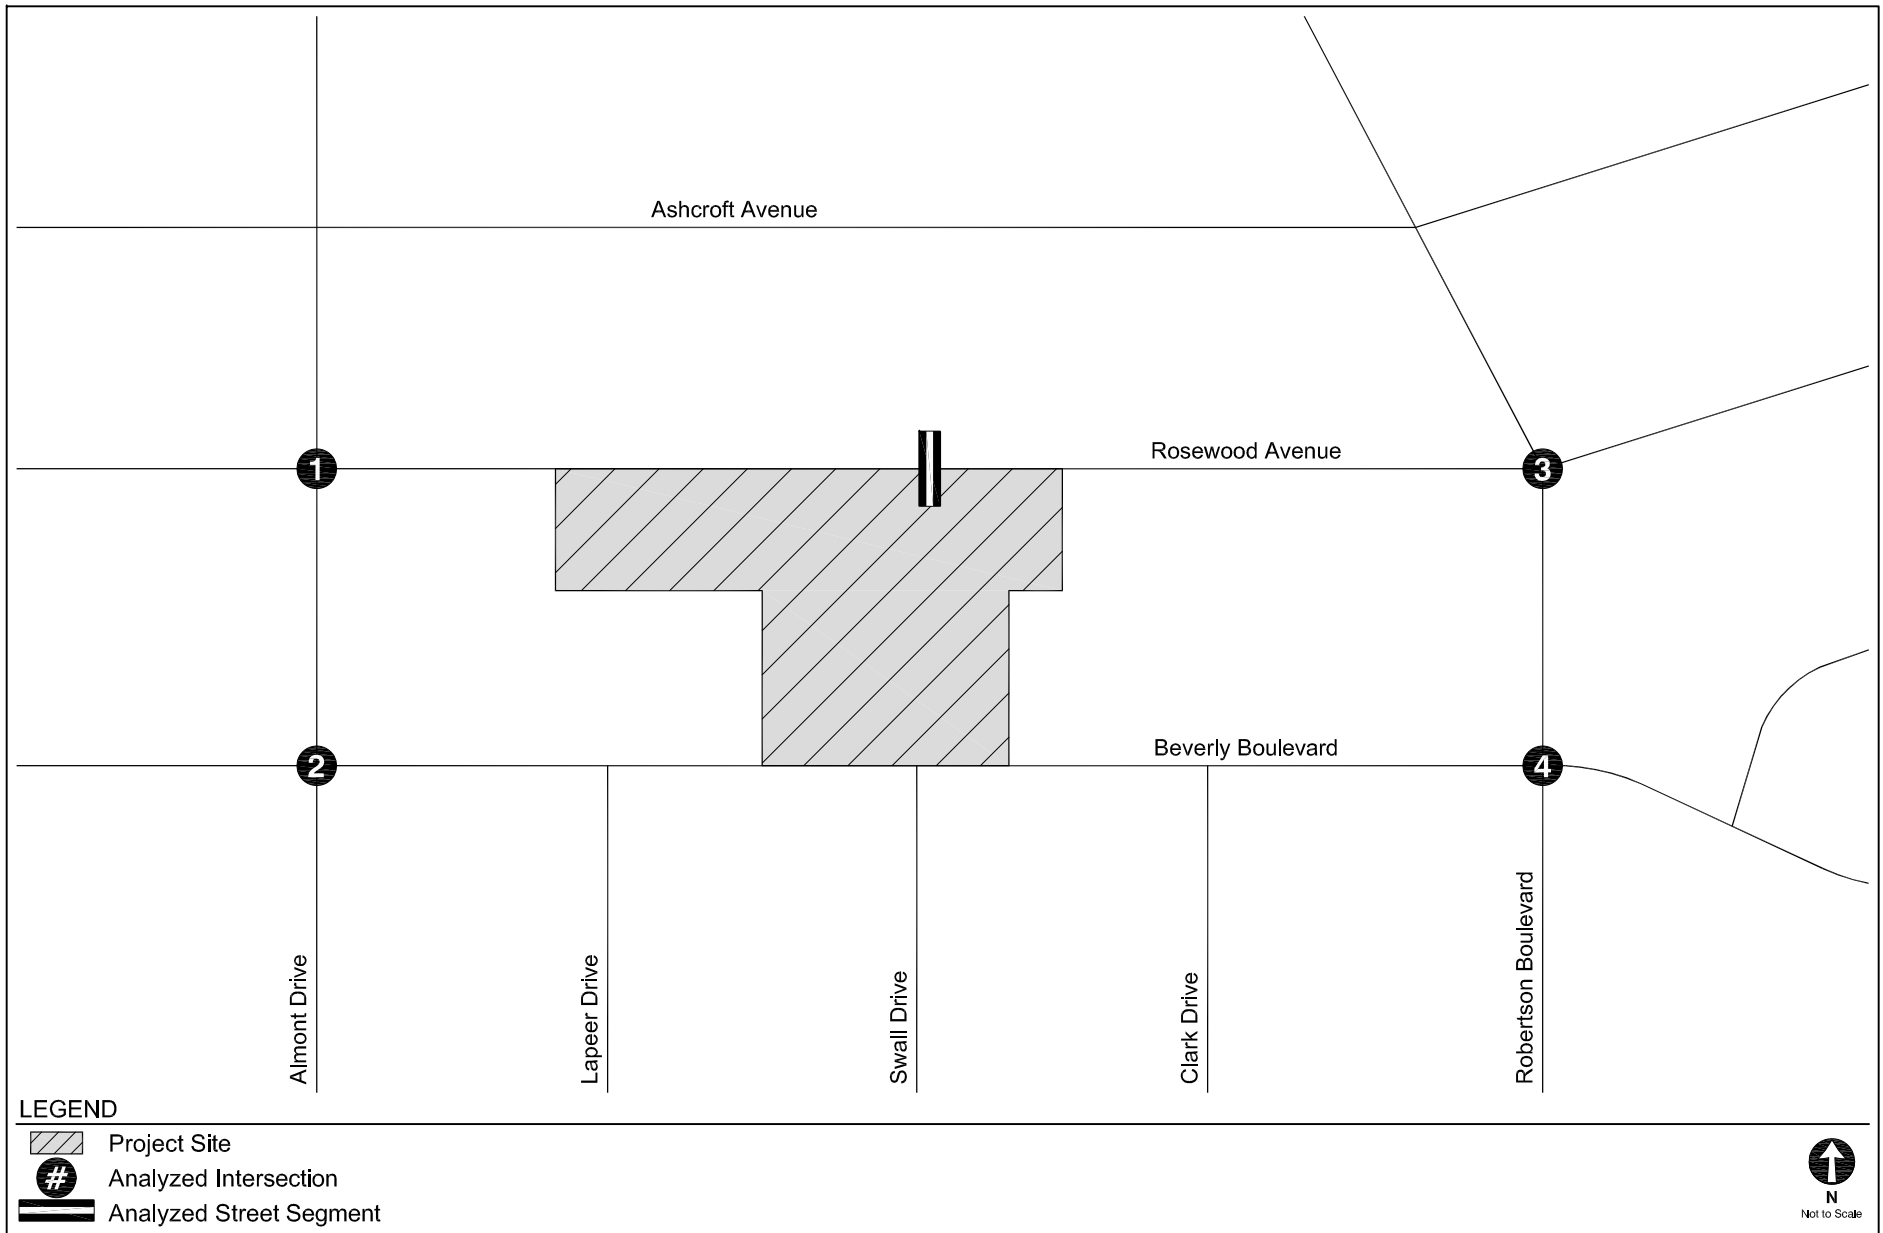 Ashcroft Avenue
Rosewood Avenue
1
3
Beverly Boulevard
2
4
Almont Drive
Lapeer Drive
Swall Drive
Clark Drive
Robertson Boulevard
LEGEND
Project Site
# Analyzed Intersection
Analyzed Street Segment
N
Not to Scale